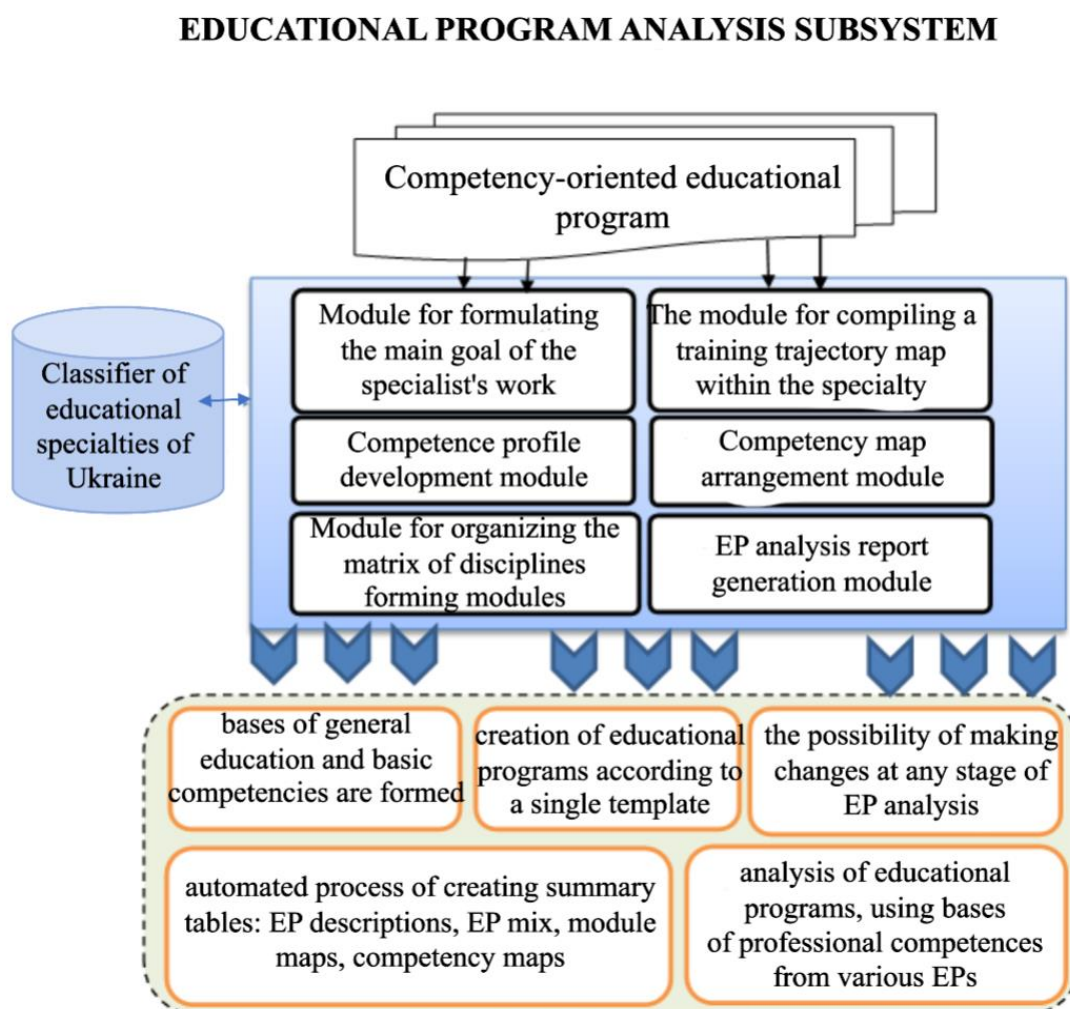 EDUCATIONAL PROGRAM ANALYSIS SUBSYSTEM
Competency-oriented educational
program
Classifier of
educational
specialties of
Ukraine
Module for formulating
the main goal of the
specialist's work
The module for compiling a
training trajectory map
within the specialty
Competence profile
development module
Competency map
arrangement module
Module for organizing the
matrix of disciplines
forming modules
EP analysis report
generation module
bases of general
education and basic
competencies are formed
creation of educational
programs according to
a single template
the possibility of making
changes at any stage of
EP analysis
automated process of creating summary
tables: EP descriptions, EP mix, module
maps, competency maps
analysis of educational
programs, using bases
of professional competences
from various EPs